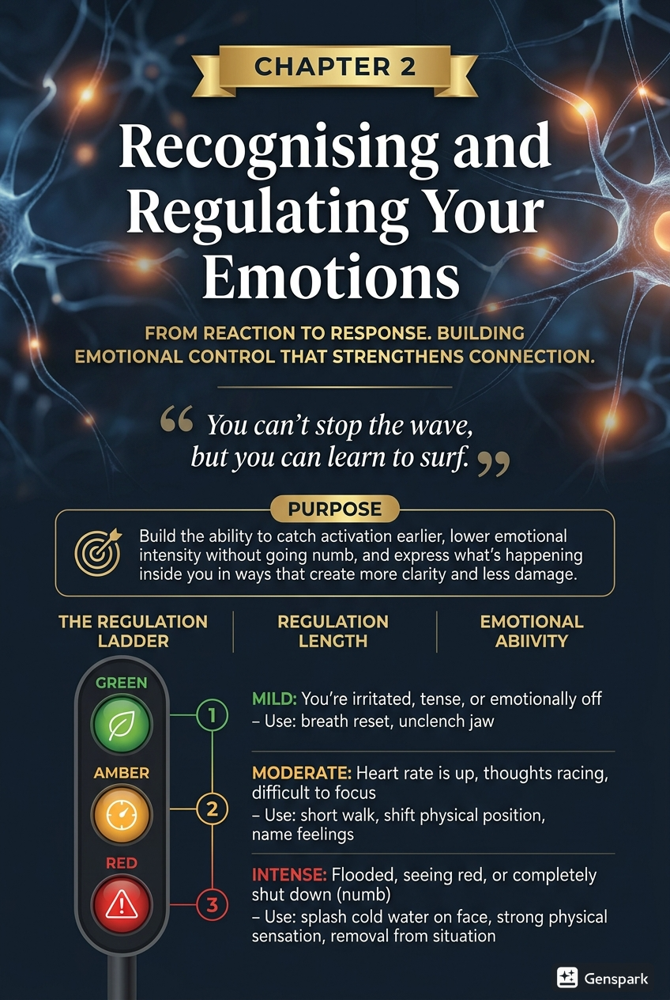 CHAPTER 2
Recognising and
Regulating Your
Emotions
FROM REACTION TO RESPONSE. BUILDING
EMOTIONAL CONTROL THAT STRENGTHENS CONNECTION.
“You can’t stop the wave,
but you can learn to surf.”
PURPOSE
Build the ability to catch activation earlier, lower emotional
intensity without going numb, and express what’s happening
inside you in ways that create more clarity and less damage.
THE REGULATION
LADDER
REGULATION
LENGTH
EMOTIONAL
ABIIVITY
GREEN
1
MILD: You’re irritated, tense, or emotionally off
– Use: breath reset, unclench jaw
AMBER
2
MODERATE: Heart rate is up, thoughts racing,
difficult to focus
– Use: short walk, shift physical position,
name feelings
RED
3
INTENSE: Flooded, seeing red, or completely
shut down (numb)
– Use: splash cold water on face, strong physical
sensation, removal from situation
Genspark